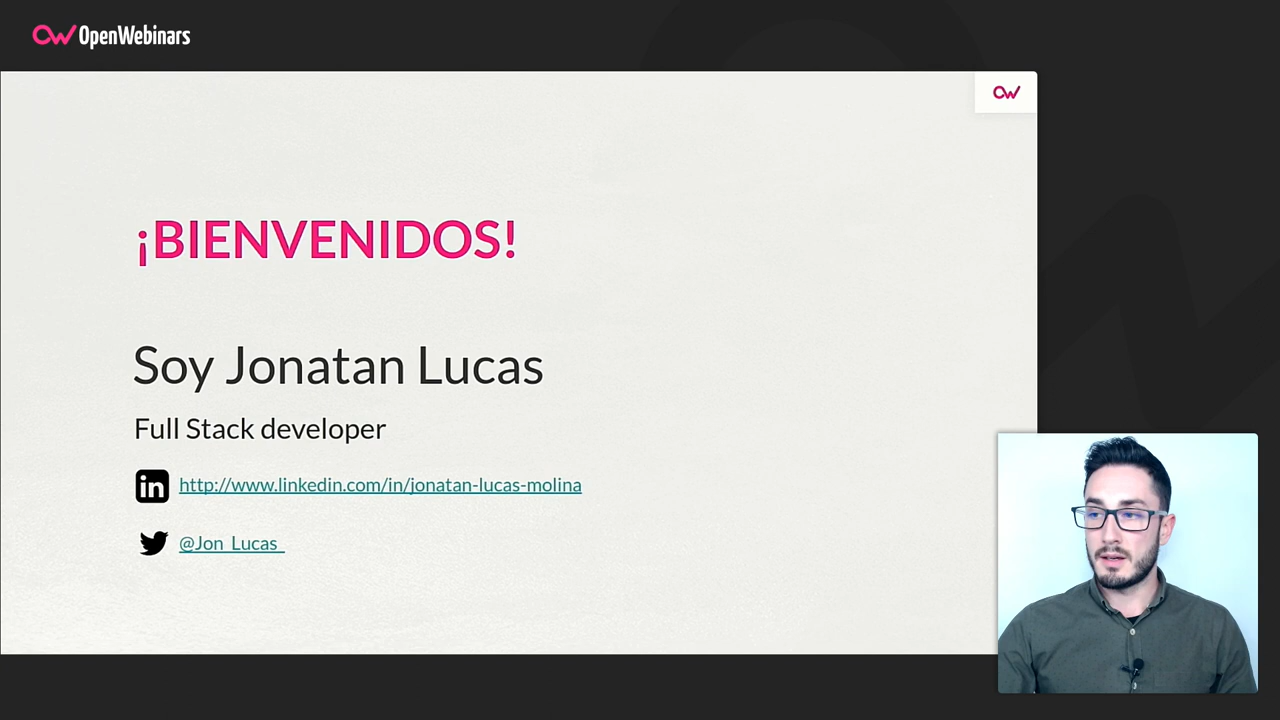 OpenWebinars
¡BIENVENIDOS!
Soy Jonatan Lucas
Full Stack developer
http://www.linkedin.com/in/jonatan-lucas-molina
@Jon_Lucas_